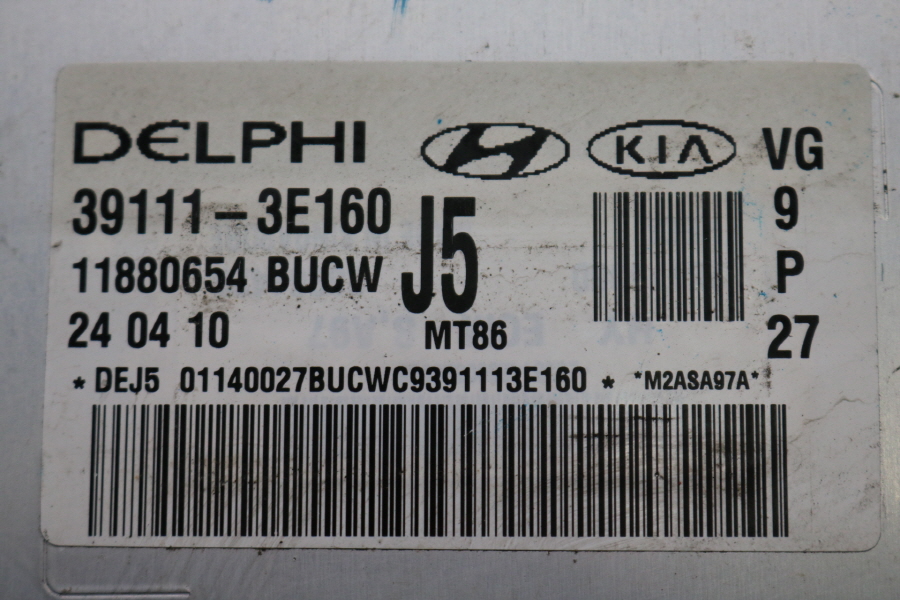 DELPHI H KIA VG
39111-3E160 J5 9
11880654 BUCW P
24 04 10 MT86 27
* DEJ5 01140027BUCWC9391113E160 * *M2ASA97A*